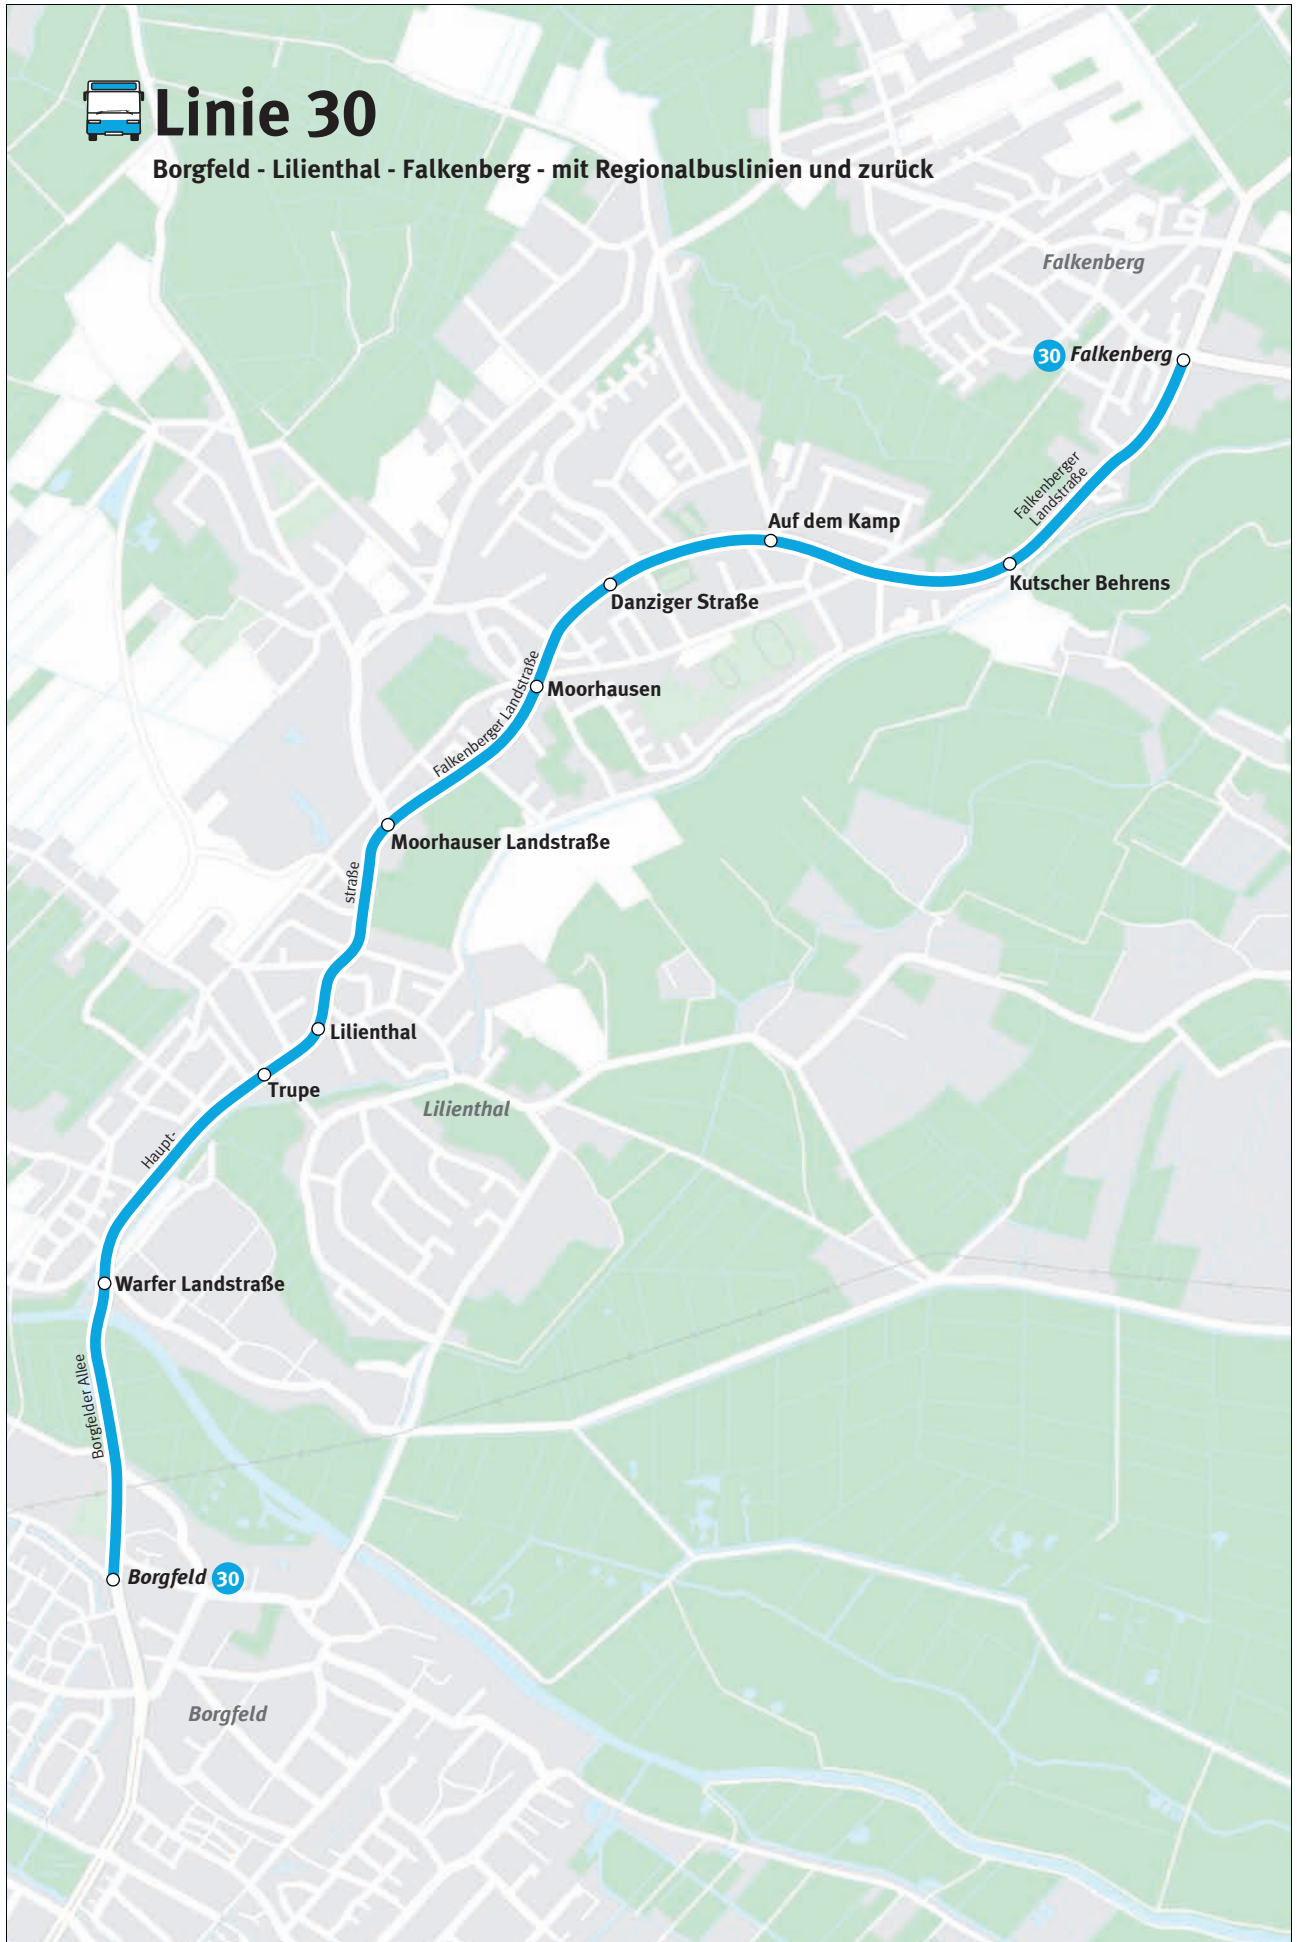 Linie 30
Borgfeld - Lilienthal - Falkenberg - mit Regionalbuslinien und zurück
Falkenberg
30 Falkenberg
Falkenberger
Landstraße
Auf dem Kamp
Kutscher Behrens
Danziger Straße
Falkenberger Landstraße
Moorhausen
Moorhauser Landstraße
straße
Lilienthal
Trupe
Lilienthal
Haupt-
Warfer Landstraße
Borgfelder Allee
Borgfeld 30
Borgfeld